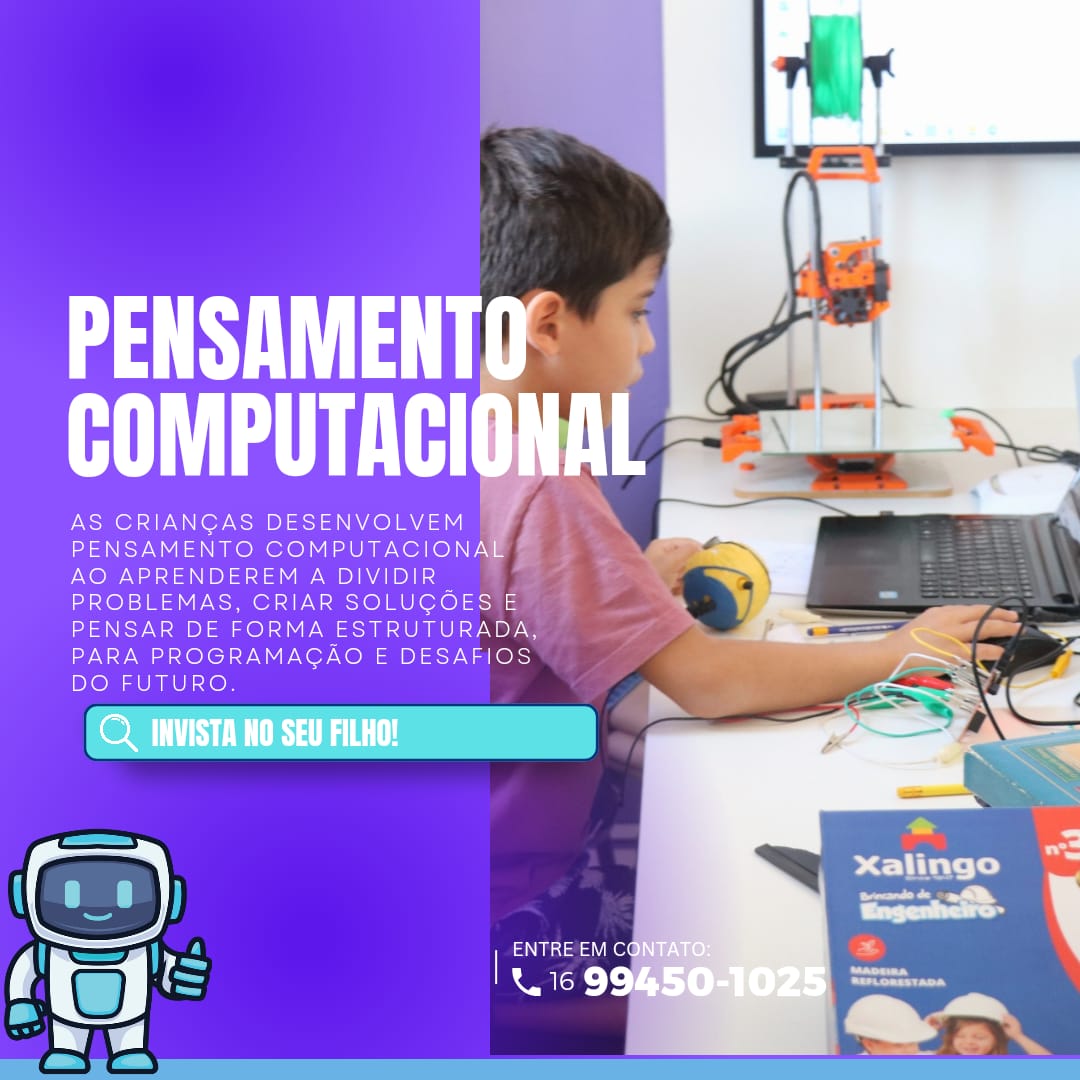 PENSAMENTO
COMPUTACIONAL
AS CRIANÇAS DESENVOLVEM
PENSAMENTO COMPUTACIONAL
AO APRENDEREM A DIVIDIR
PROBLEMAS, CRIAR SOLUÇÕES E
PENSAR DE FORMA ESTRUTURADA,
PARA PROGRAMAÇÃO E DESAFIOS
DO FUTURO.
INVISTA NO SEU FILHO!
ENTRE EM CONTATO:
16 99450-1025
Xalingo
Brincando de
Engenheiro
nº3
MADEIRA
REFLORESTADA